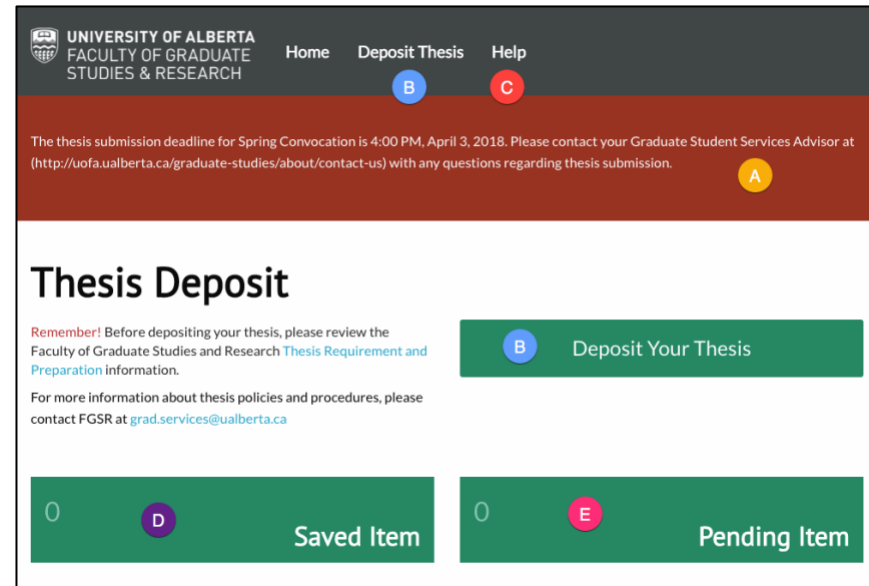 UNIVERSITY OF ALBERTA
FACULTY OF GRADUATE
STUDIES & RESEARCH
Home Deposit Thesis Help
B C
The thesis submission deadline for Spring Convocation is 4:00 PM, April 3, 2018. Please contact your Graduate Student Services Advisor at
(http://uofa.ualberta.ca/graduate-studies/about/contact-us) with any questions regarding thesis submission.
A
Thesis Deposit
Remember! Before depositing your thesis, please review the
Faculty of Graduate Studies and Research Thesis Requirement and
Preparation information.
For more information about thesis policies and procedures, please
contact FGSR at grad.services@ualberta.ca
B Deposit Your Thesis
0 D Saved Item
0 E Pending Item